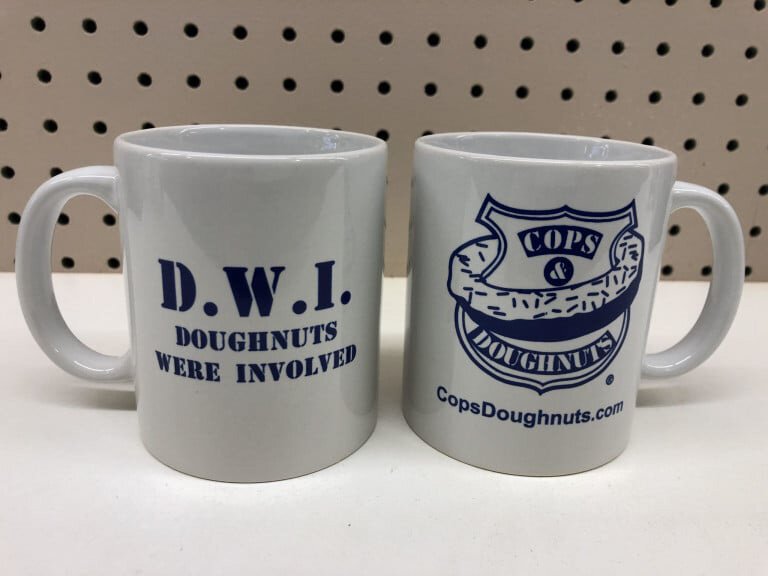 D.W.I.
DOUGHNUTS
WERE INVOLVED
COPS
&
DOUGHNUTS
®
CopsDoughnuts.com